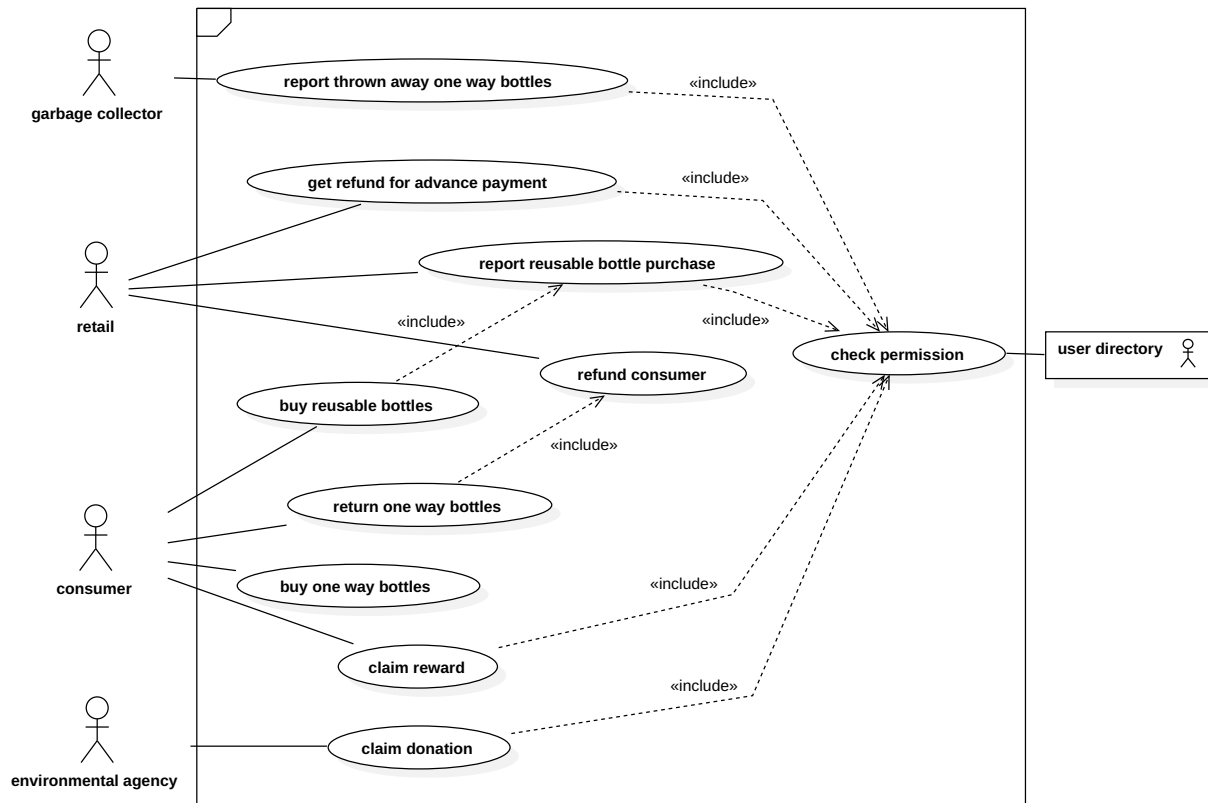 «include»
report thrown away one way bottles
garbage collector
«include»
get refund for advance payment
report reusable bottle purchase
retail
«include»
«include»
user directory
check permission
refund consumer
buy reusable bottles
«include»
return one way bottles
consumer
buy one way bottles
«include»
claim reward
«include»
claim donation
environmental agency